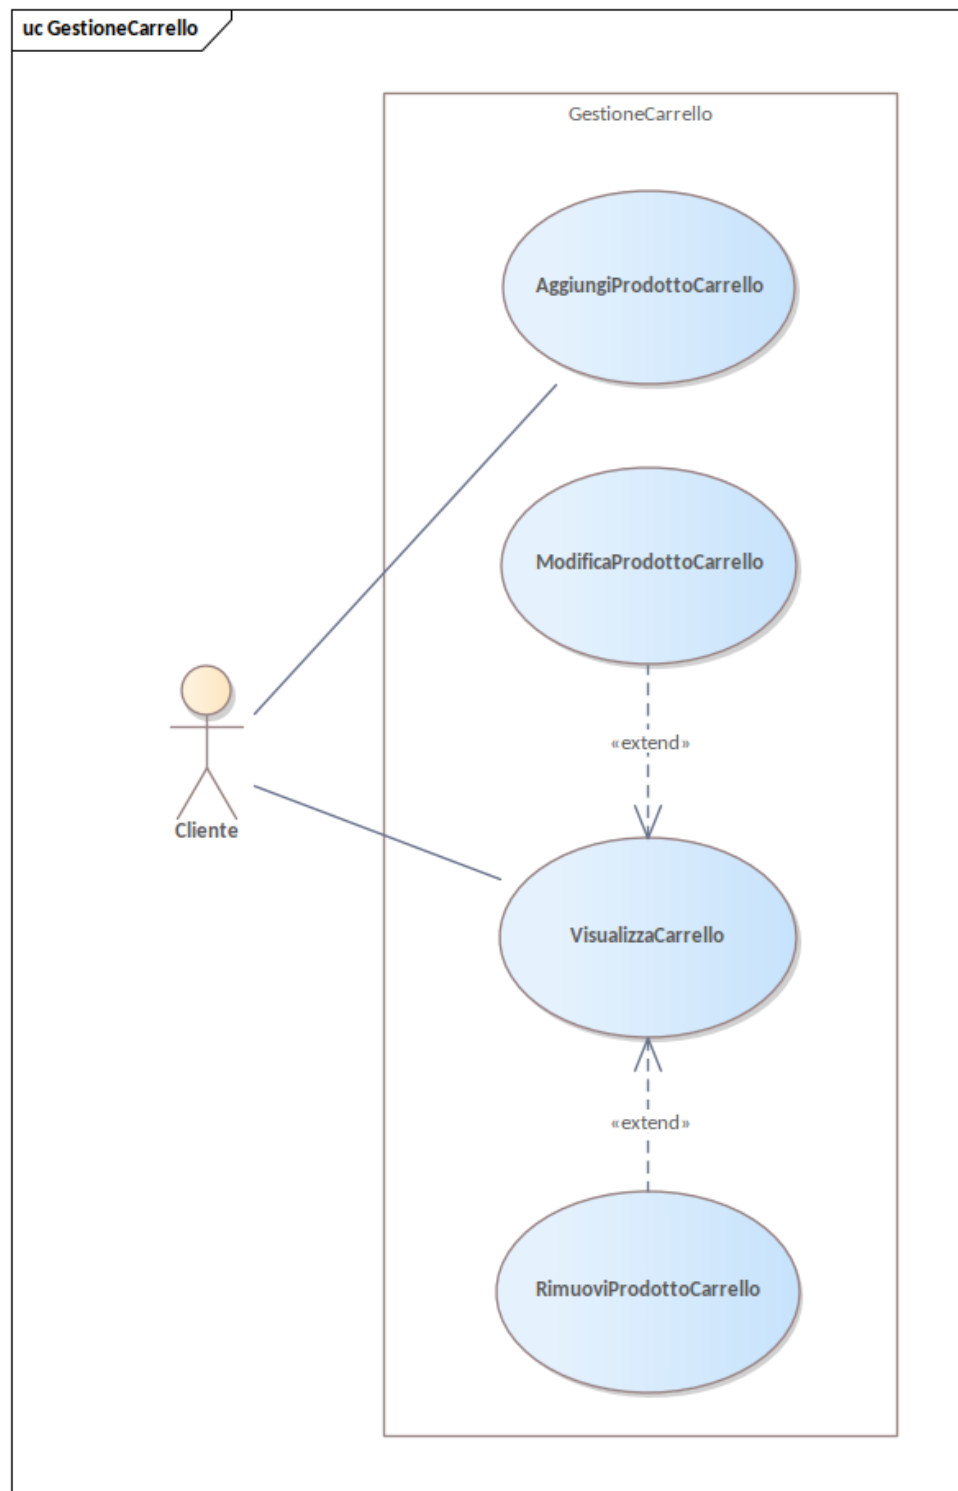 uc GestioneCarrello
GestioneCarrello
AggiungiProdottoCarrello
ModificaProdottoCarrello
«extend»
Cliente
VisualizzaCarrello
«extend»
RimuoviProdottoCarrello